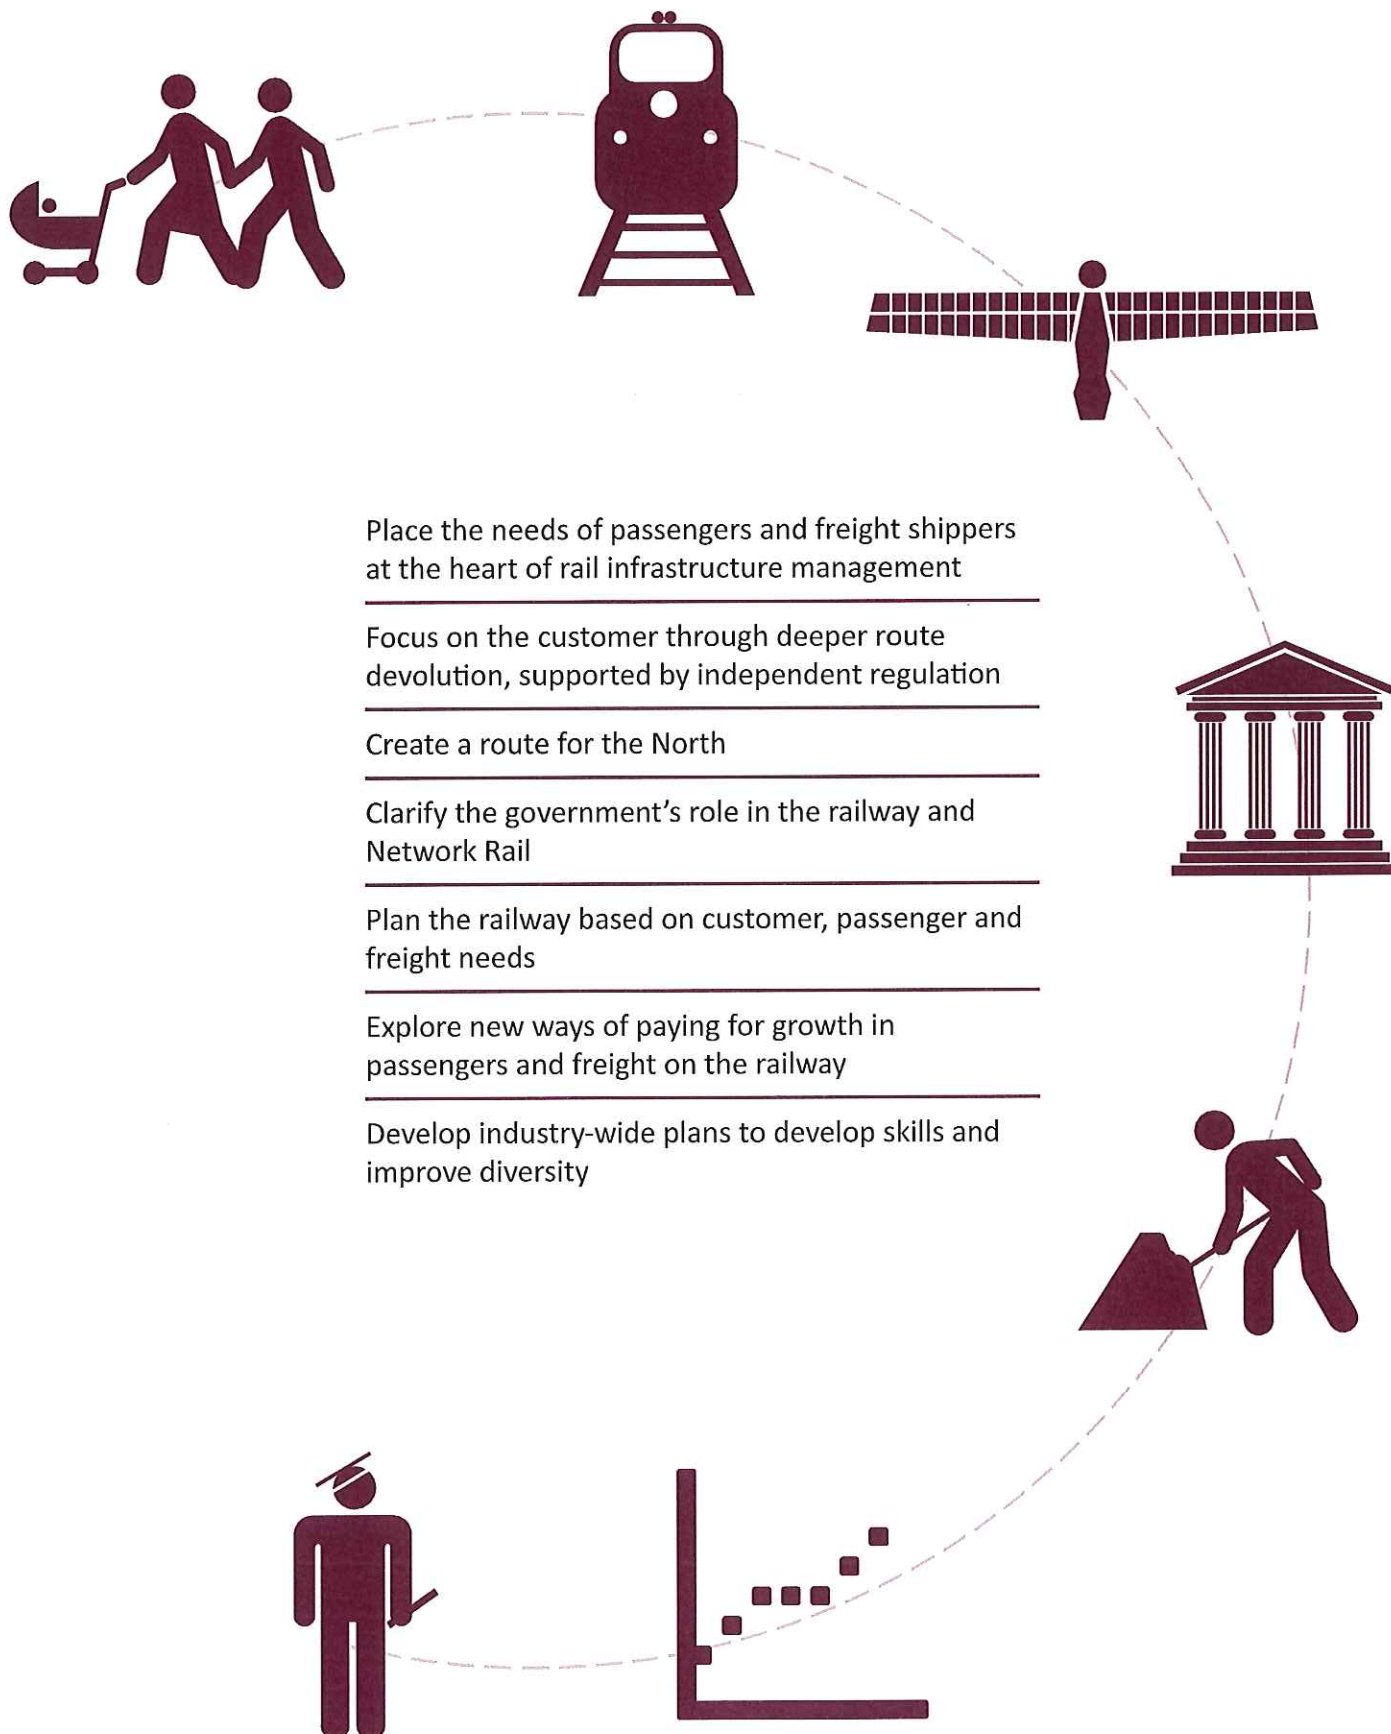 Place the needs of passengers and freight shippers
at the heart of rail infrastructure management
Focus on the customer through deeper route
devolution, supported by independent regulation
Create a route for the North
Clarify the government’s role in the railway and
Network Rail
Plan the railway based on customer, passenger and
freight needs
Explore new ways of paying for growth in
passengers and freight on the railway
Develop industry-wide plans to develop skills and
improve diversity